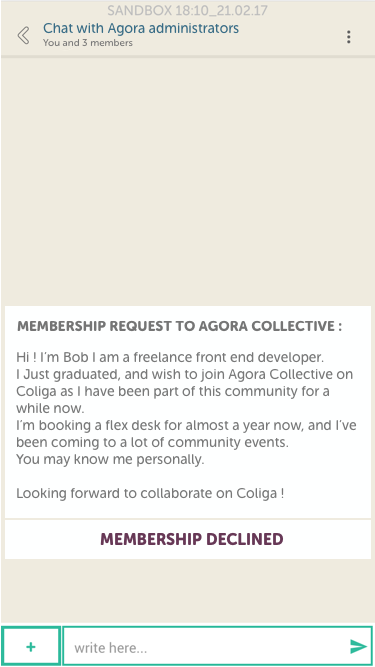 SANDBOX 18:10_21.02.17
Chat with Agora administrators
You and 3 members
MEMBERSHIP REQUEST TO AGORA COLLECTIVE :
Hi ! I'm Bob I am a freelance front end developer.
I Just graduated, and wish to join Agora Collective on
Coliga as I have been part of this community for a
while now.
I'm booking a flex desk for almost a year now, and I've
been coming to a lot of community events.
You may know me personally.
Looking forward to collaborate on Coliga !
MEMBERSHIP DECLINED
+
write here...